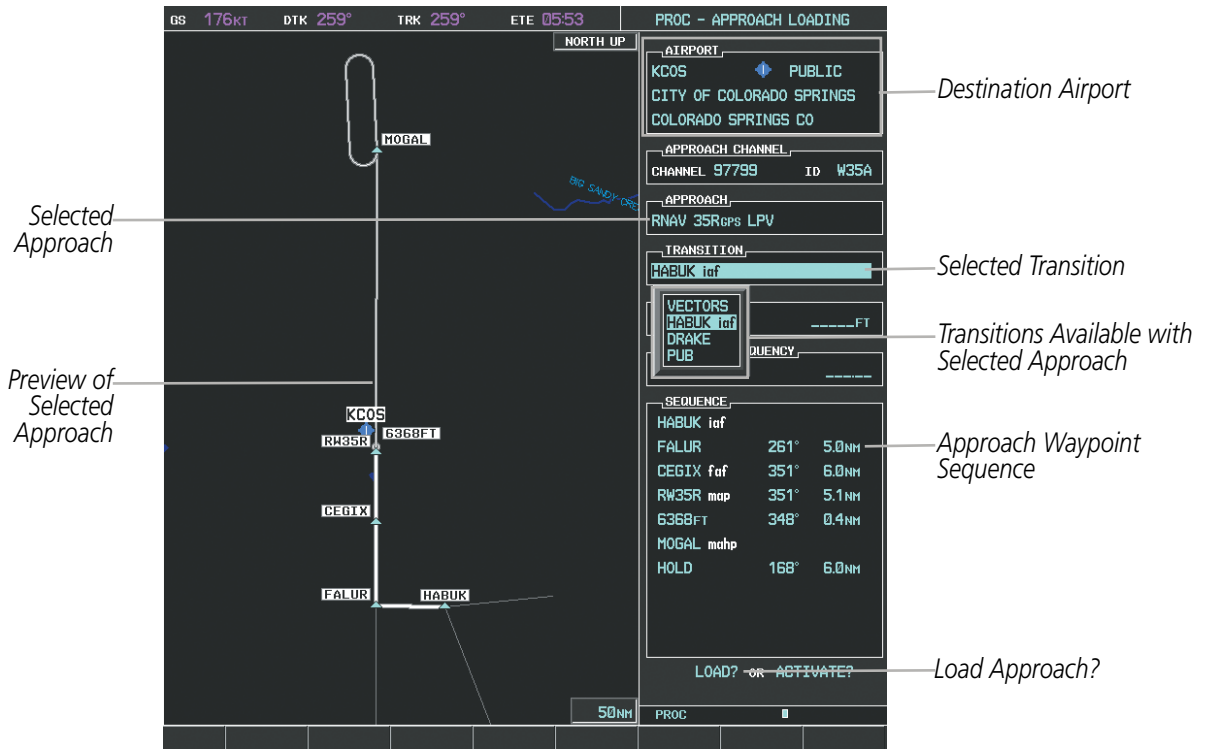 GS 176KT DTK 259° TRK 259° ETE 05:53
PROC - APPROACH LOADING
NORTH UP
MOGAL
BIG SANDY CRE
KCOS
6368FT
RW35R
CEGIX
FALUR
HABUK
50NM
AIRPORT
KCOS PUBLIC
CITY OF COLORADO SPRINGS
COLORADO SPRINGS CO
APPROACH CHANNEL
CHANNEL 97799 ID W35A
APPROACH
RNAV 35RGPS LPV
TRANSITION
HABUK iaf
VECTORS
HABUK iaf
DRAKE
PUB
_____FT
QUENCY
___.__
SEQUENCE
HABUK iaf
FALUR 261° 5.0NM
CEGIX faf 351° 6.0NM
RW35R map 351° 5.1NM
6368FT 348° 0.4NM
MOGAL mahp
HOLD 168° 6.0NM
LOAD? OR ACTIVATE?
PROC
Selected
Approach
Preview of
Selected
Approach
Destination Airport
Selected Transition
Transitions Available with
Selected Approach
Approach Waypoint
Sequence
Load Approach?